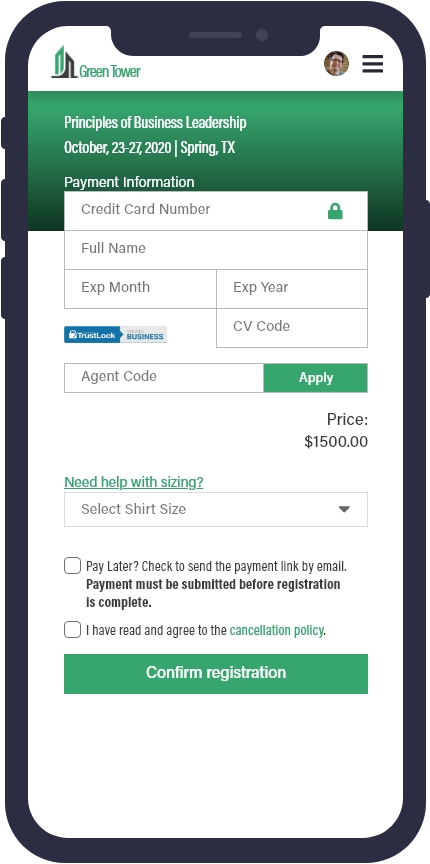 Green Tower
Principles of Business Leadership
October, 23-27, 2020 | Spring, TX
Payment Information
Credit Card Number
Full Name
Exp Month
Exp Year
CV Code
TrustLock
BUSINESS
Agent Code
Apply
Price:
$1500.00
Need help with sizing?
Select Shirt Size
Pay Later? Check to send the payment link by email.
Payment must be submitted before registration
is complete.
I have read and agree to the cancellation policy.
Confirm registration